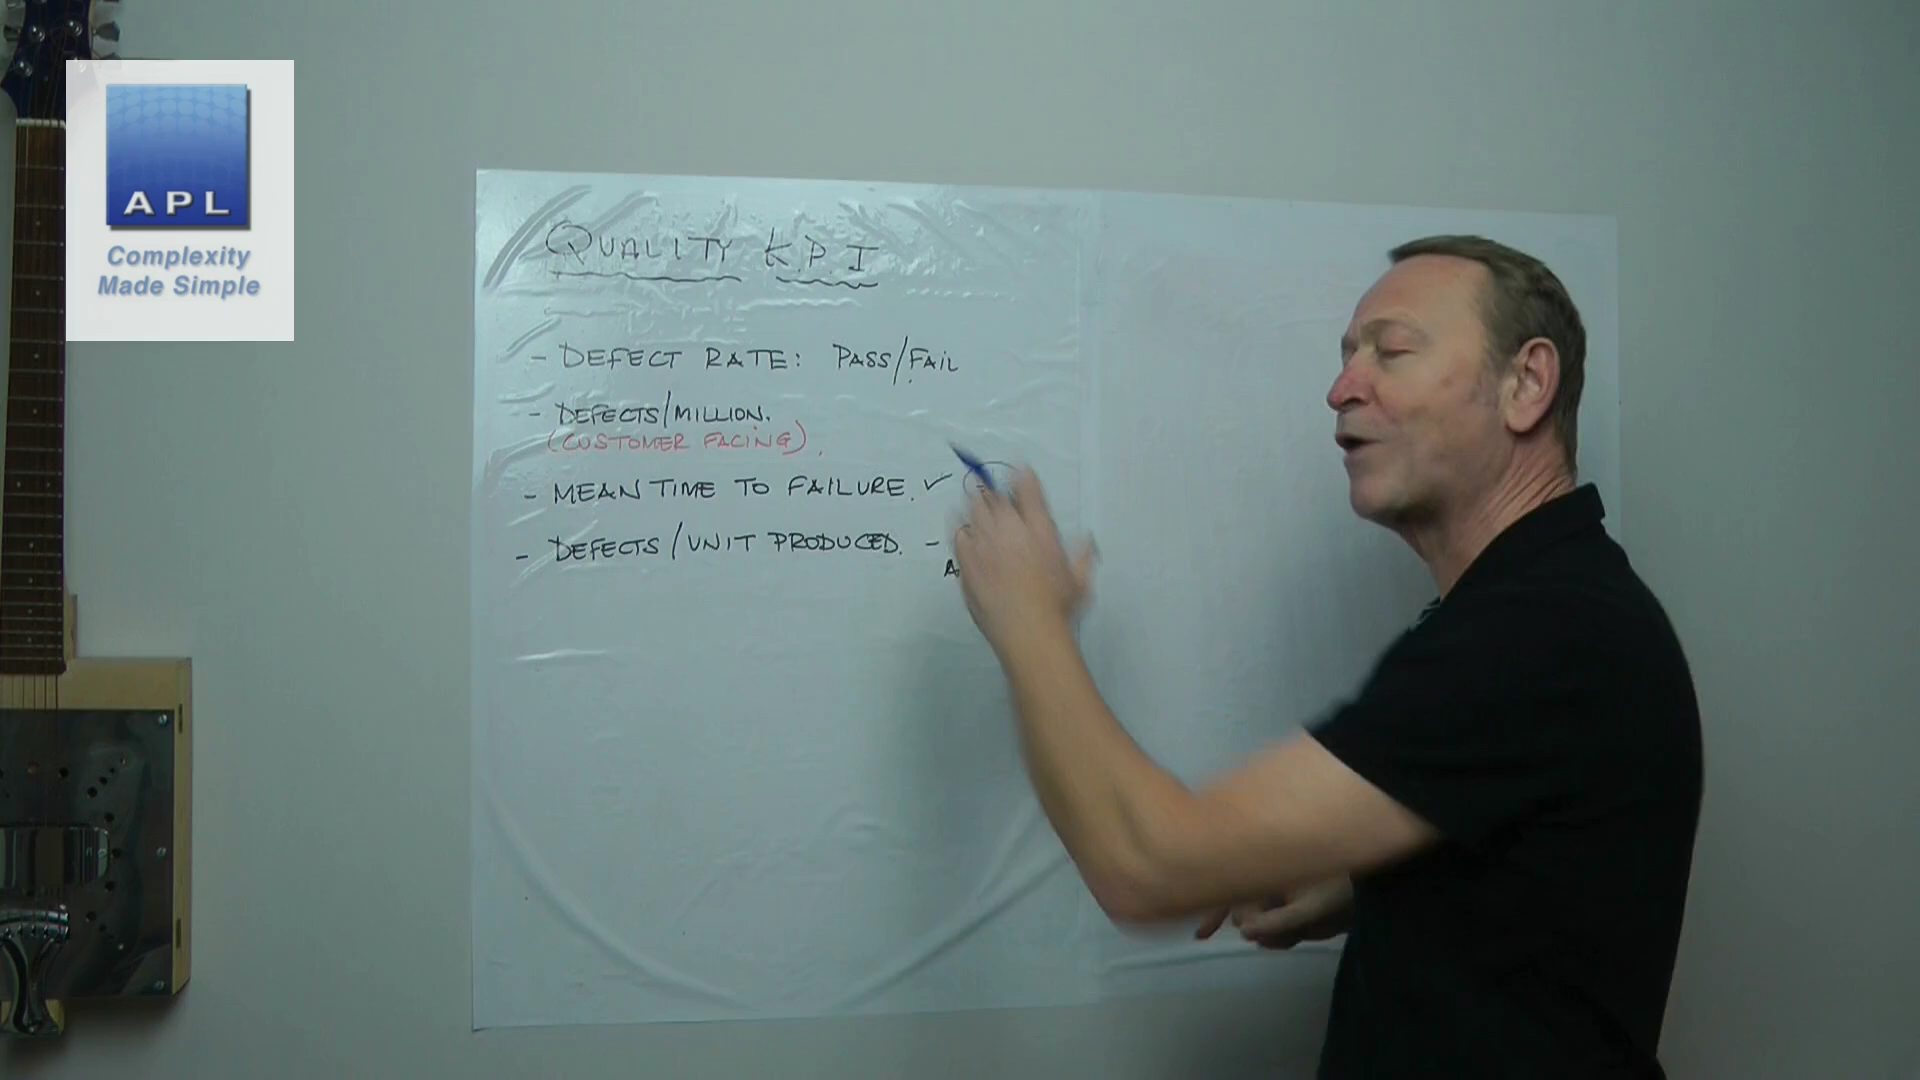 APL
Complexity
Made Simple
QUALITY K.P.I
- DEFECT RATE: PASS/FAIL
- DEFECTS/MILLION.
(CUSTOMER FACING).
- MEAN TIME TO FAILURE. ✓
- DEFECTS/UNIT PRODUCED. -